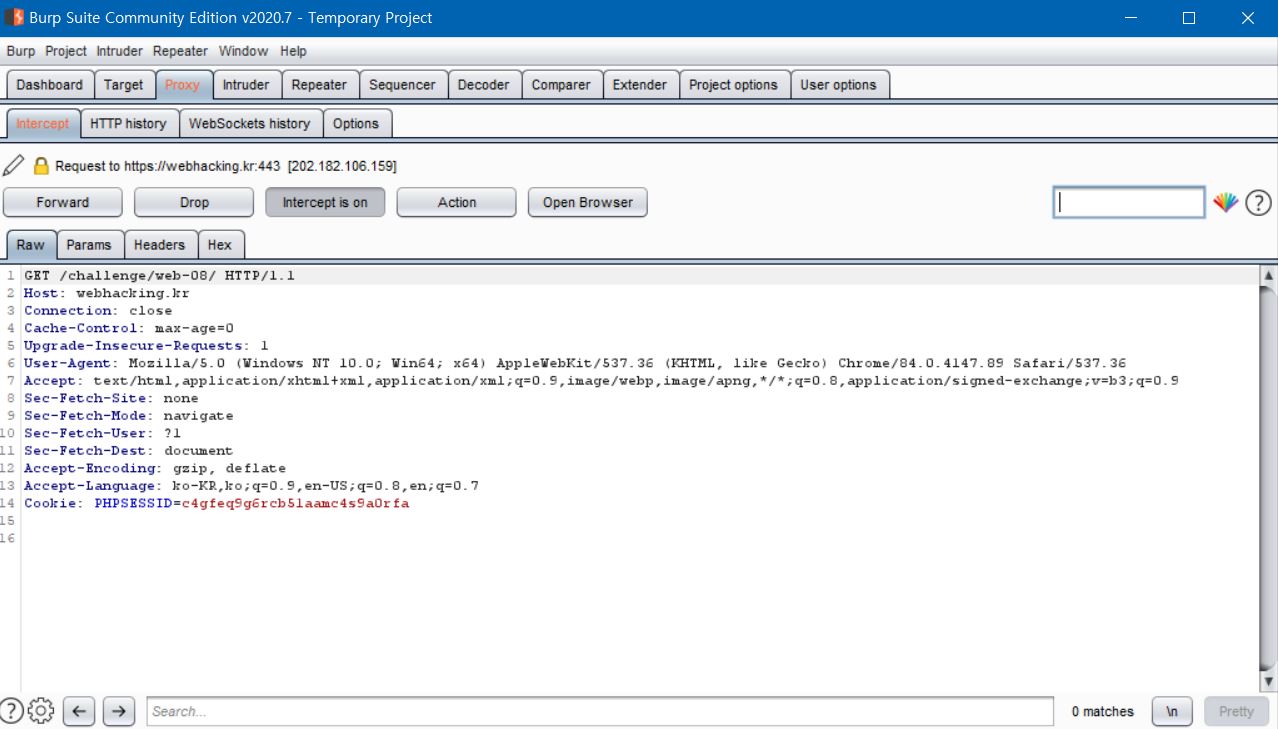 Burp Suite Community Edition v2020.7 - Temporary Project
Burp Project Intruder Repeater Window Help
Dashboard Target Proxy Intruder Repeater Sequencer Decoder Comparer Extender Project options User options
Intercept HTTP history WebSockets history Options
Request to https://webhacking.kr:443 [202.182.106.159]
Forward Drop Intercept is on Action Open Browser ?
Raw Params Headers Hex
1 GET /challenge/web-08/ HTTP/1.1
2 Host: webhacking.kr
3 Connection: close
4 Cache-Control: max-age=0
5 Upgrade-Insecure-Requests: 1
6 User-Agent: Mozilla/5.0 (Windows NT 10.0; Win64; x64) AppleWebKit/537.36 (KHTML, like Gecko) Chrome/84.0.4147.89 Safari/537.36
7 Accept: text/html,application/xhtml+xml,application/xml;q=0.9,image/webp,image/apng,*/*;q=0.8,application/signed-exchange;v=b3;q=0.9
8 Sec-Fetch-Site: none
9 Sec-Fetch-Mode: navigate
10 Sec-Fetch-User: ?1
11 Sec-Fetch-Dest: document
12 Accept-Encoding: gzip, deflate
13 Accept-Language: ko-KR,ko;q=0.9,en-US;q=0.8,en;q=0.7
14 Cookie: PHPSESSID=c4gfeq9g6rcb51aamc4s9a0rfa
15
16
? Search... 0 matches \n Pretty